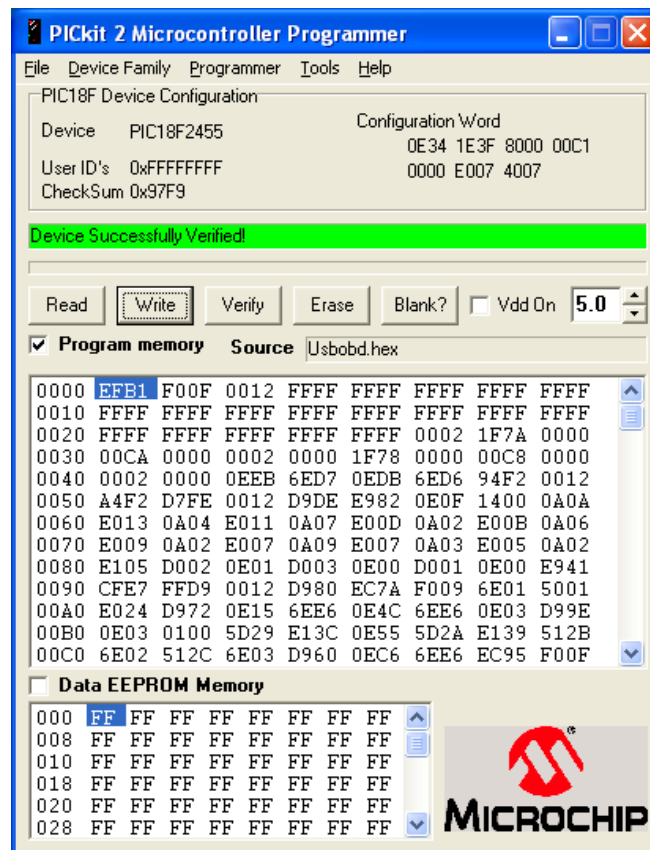 PICkit 2 Microcontroller Programmer
File Device Family Programmer Tools Help
PIC18F Device Configuration
Device PIC18F2455
Configuration Word
0E34 1E3F 8000 00C1
User ID's 0xFFFFFFFF
0000 E007 4007
CheckSum 0x97F9
Device Successfully Verified!
Read Write Verify Erase Blank? Vdd On 5.0
Program memory Source Usbobd.hex
0000 EFB1 F00F 0012 FFFF FFFF FFFF FFFF FFFF
0010 FFFF FFFF FFFF FFFF FFFF FFFF FFFF FFFF
0020 FFFF FFFF FFFF FFFF FFFF 0002 1F7A 0000
0030 00CA 0000 0002 0000 1F78 0000 00C8 0000
0040 0002 0000 0EEB 6ED7 0EDB 6ED6 94F2 0012
0050 A4F2 D7FE 0012 D9DE E982 0E0F 1400 0A0A
0060 E013 0A04 E011 0A07 E00D 0A02 E00B 0A06
0070 E009 0A02 E007 0A09 E007 0A03 E005 0A02
0080 E105 D002 0E01 D003 0E00 D001 0E00 E941
0090 CFE7 FFD9 0012 D980 EC7A F009 6E01 5001
00A0 E024 D972 0E15 6EE6 0E4C 6EE6 0E03 D99E
00B0 0E03 0100 5D29 E13C 0E55 5D2A E139 512B
00C0 6E02 512C 6E03 D960 0EC6 6EE6 EC95 F00F
Data EEPROM Memory
000 FF FF FF FF FF FF FF FF
008 FF FF FF FF FF FF FF FF
010 FF FF FF FF FF FF FF FF
018 FF FF FF FF FF FF FF FF
020 FF FF FF FF FF FF FF FF
028 FF FF FF FF FF FF FF FF
MICROCHIP